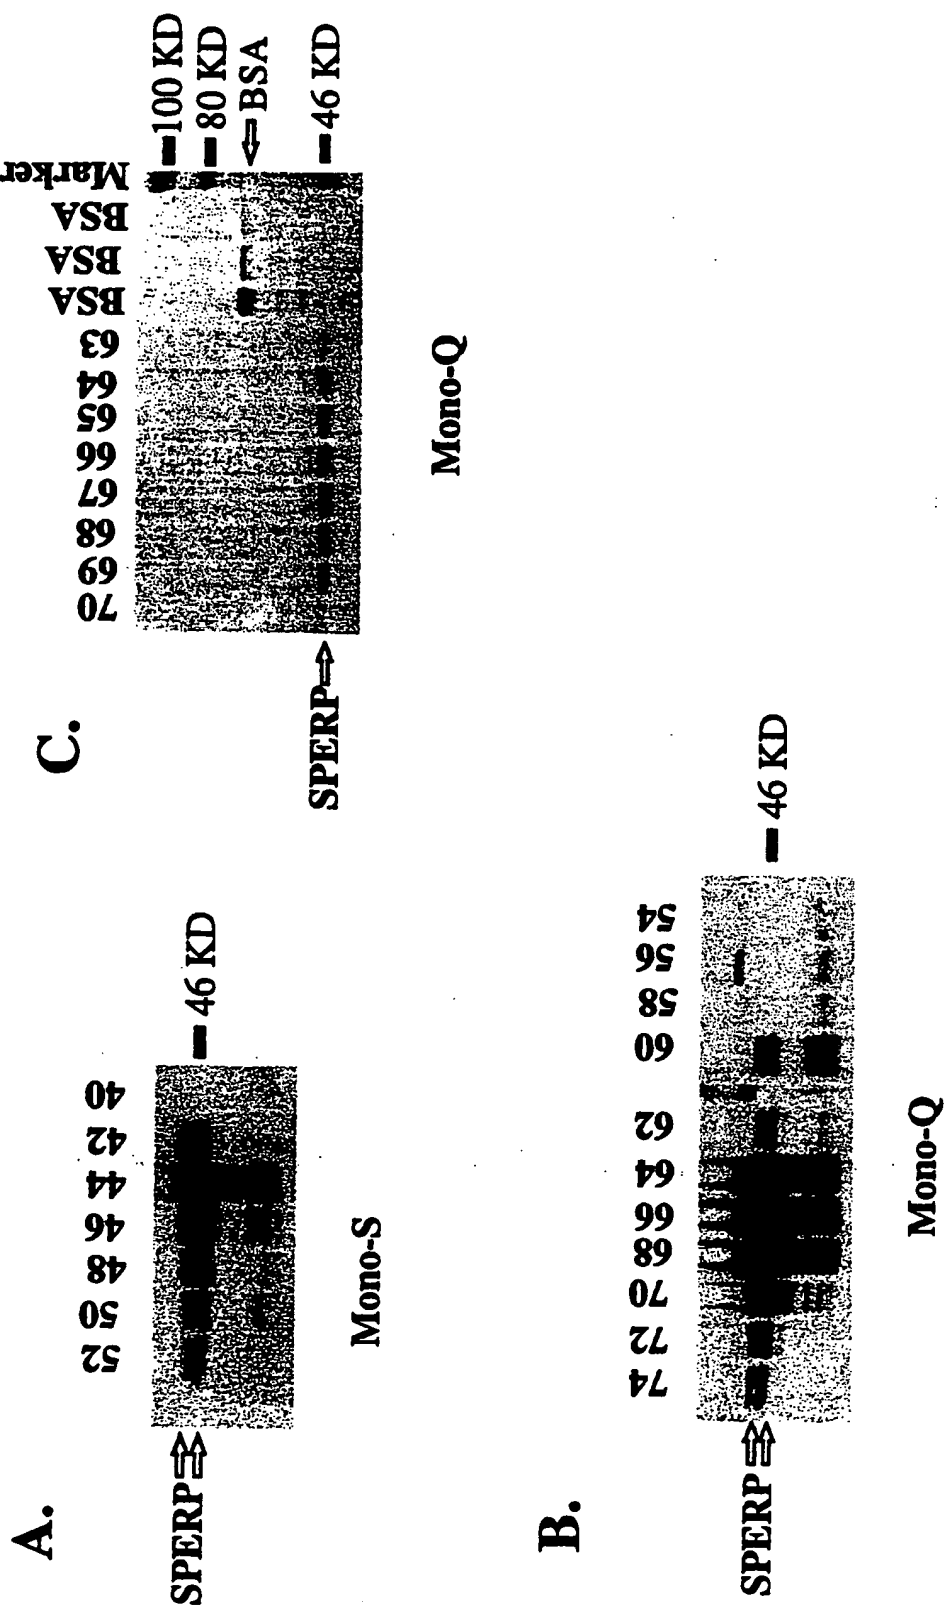 A.
52 50 48 46 44 42 40
SPERP
46 KD
Mono-S
B.
74 72 70 68 66 64 62 60 58 56 54
SPERP
46 KD
Mono-Q
C.
70 69 68 67 66 65 64 63 BSA BSA BSA Marker
100 KD
80 KD
BSA
SPERP
46 KD
Mono-Q